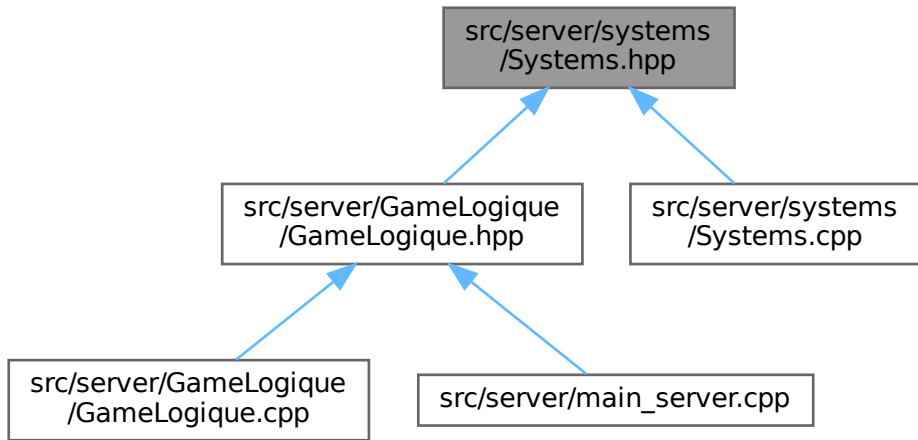 src/server/systems
/Systems.hpp
src/server/GameLogique
/GameLogique.hpp
src/server/systems
/Systems.cpp
src/server/GameLogique
/GameLogique.cpp
src/server/main_server.cpp